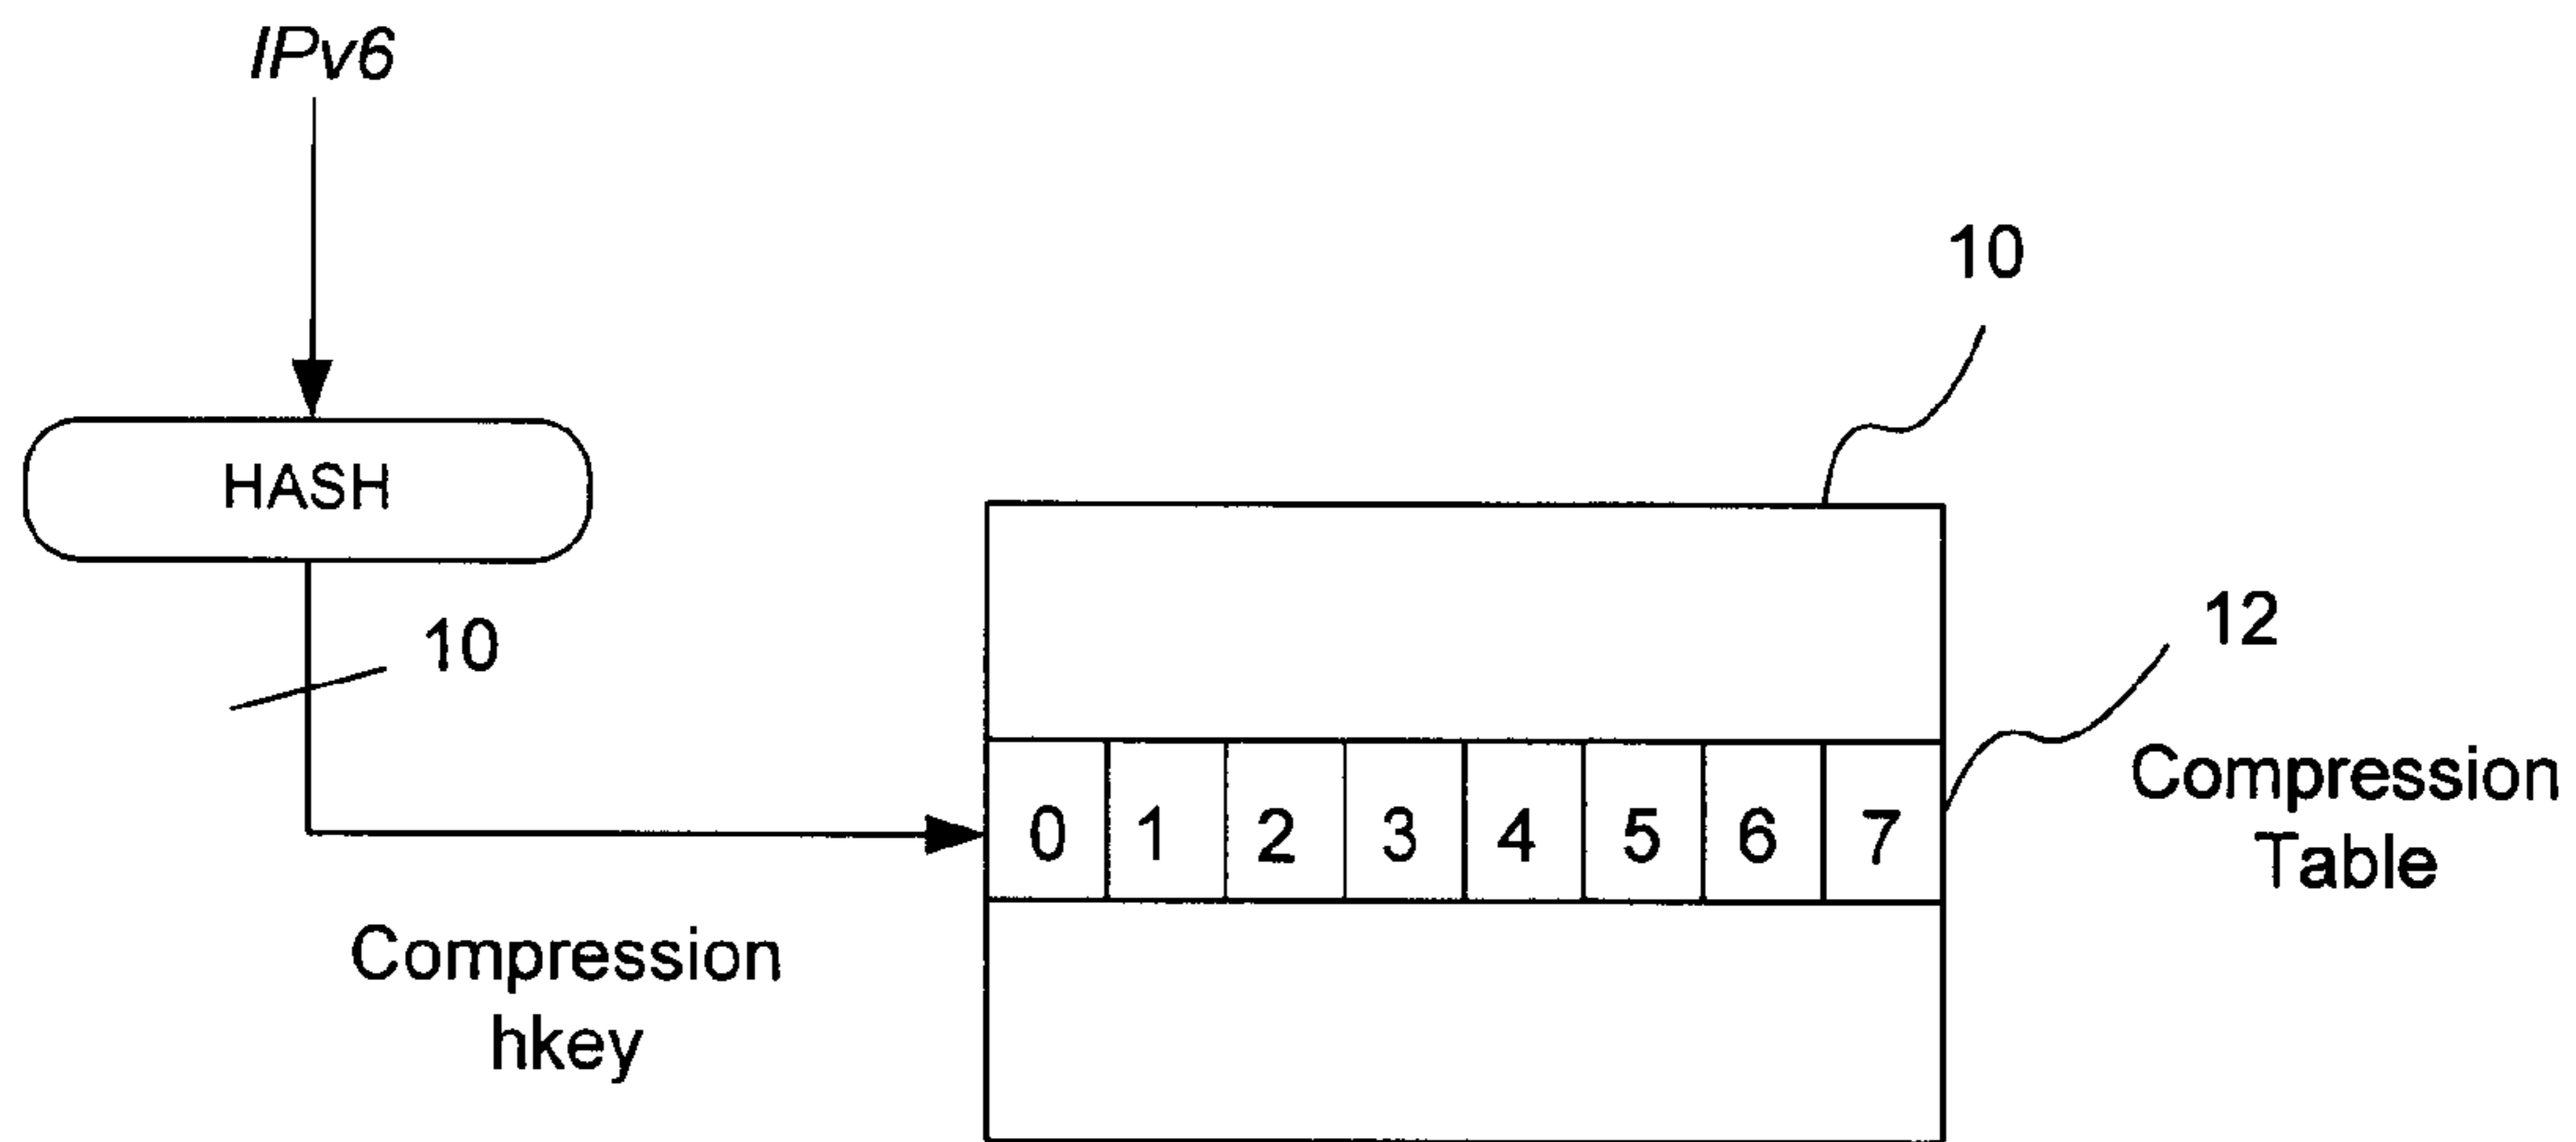 IPv6
HASH
10
10
12
Compression
Table
0 1 2 3 4 5 6 7
Compression
hkey